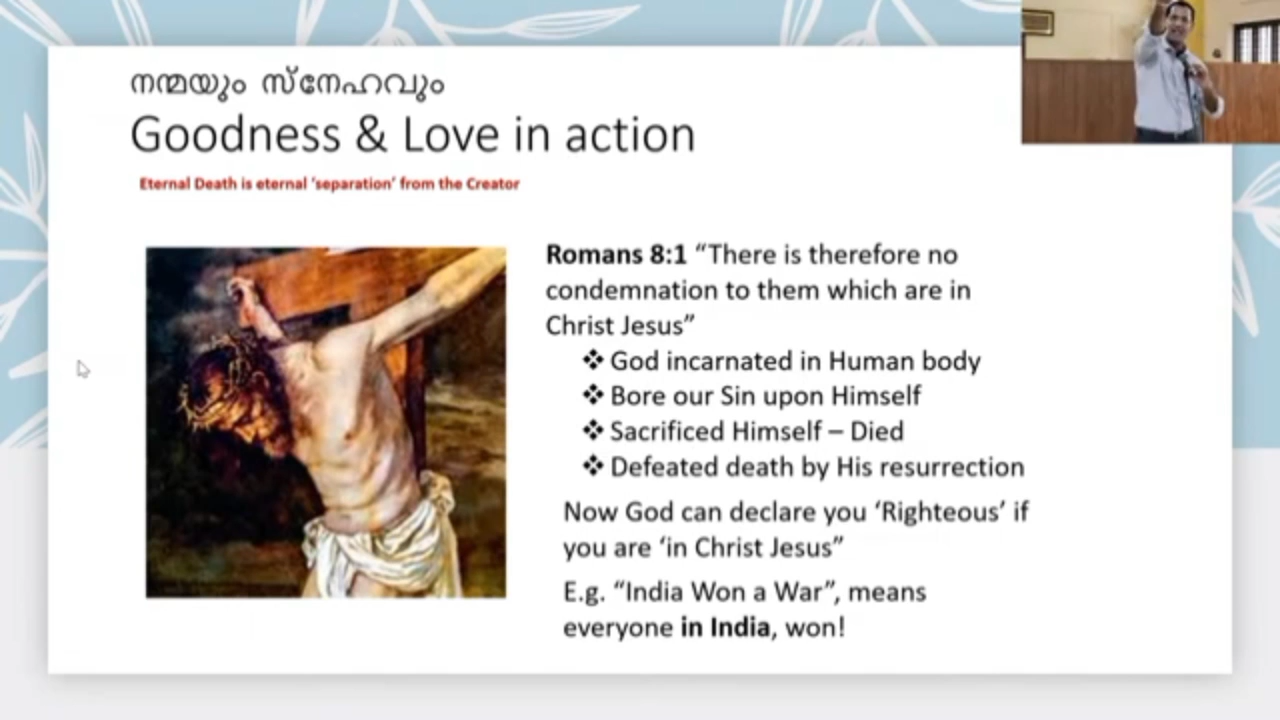 നന്മയും സ്നേഹവും
Goodness & Love in action
Eternal Death is eternal ‘separation’ from the Creator
Romans 8:1 “There is therefore no
condemnation to them which are in
Christ Jesus”
❖ God incarnated in Human body
❖ Bore our Sin upon Himself
❖ Sacrificed Himself – Died
❖ Defeated death by His resurrection
Now God can declare you ‘Righteous’ if
you are ‘in Christ Jesus”
E.g. “India Won a War”, means
everyone in India, won!